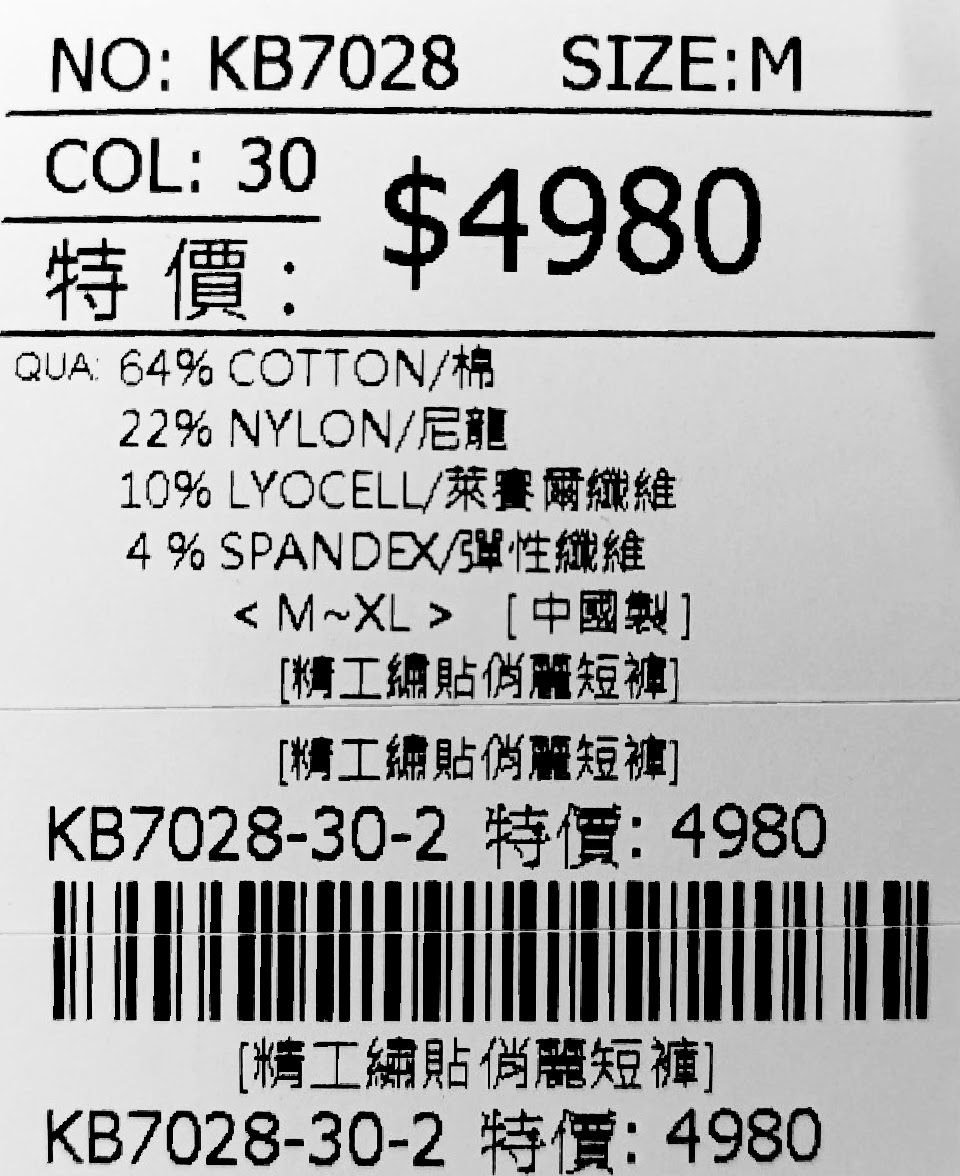 NO: KB7028 SIZE:M
COL: 30
$4980
特價:
QUA: 64% COTTON/棉
22% NYLON/尼龍
10% LYOCELL/萊賽爾纖維
4 % SPANDEX/彈性纖維
< M~XL > [中國製]
[精工繡貼俏麗短褲]
[精工繡貼俏麗短褲]
KB7028-30-2 特價: 4980
[精工繡貼俏麗短褲]
KB7028-30-2 特價: 4980